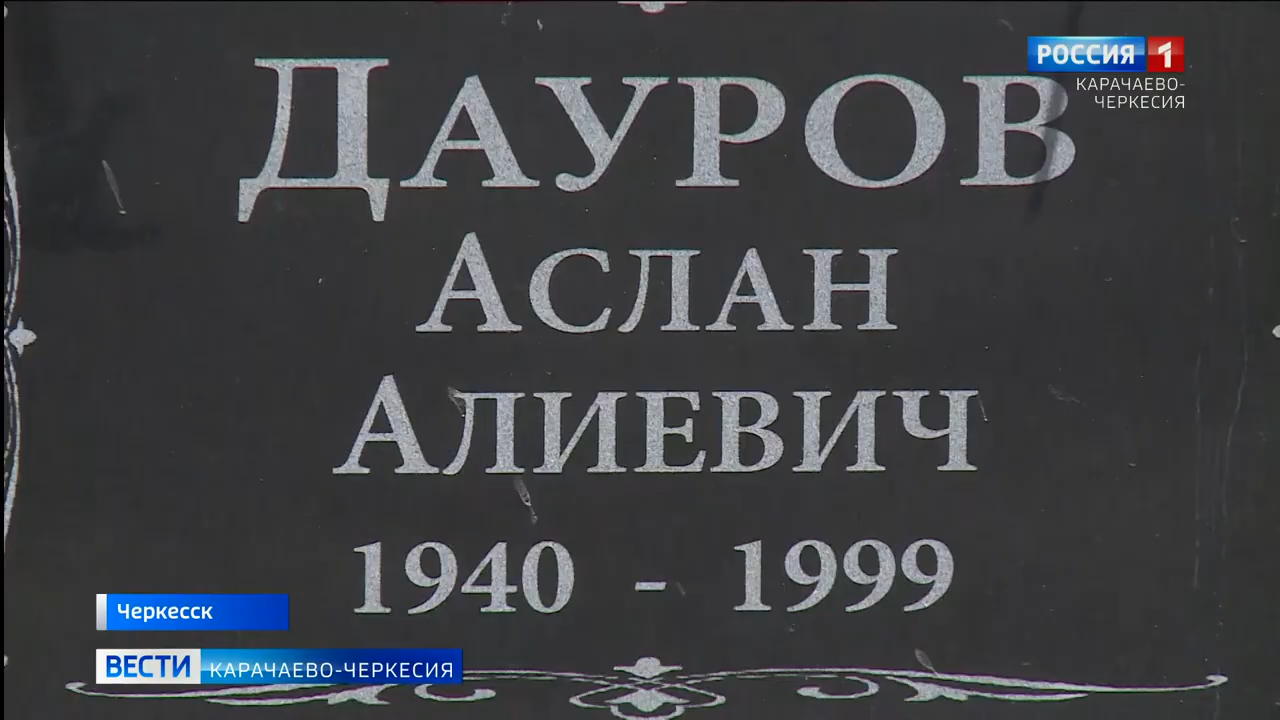 РОССИЯ 1
КАРАЧАЕВО-
ЧЕРКЕСИЯ
ДАУРОВ
АСЛАН
АЛИЕВИЧ
1940 - 1999
Черкесск
ВЕСТИ КАРАЧАЕВО-ЧЕРКЕСИЯ